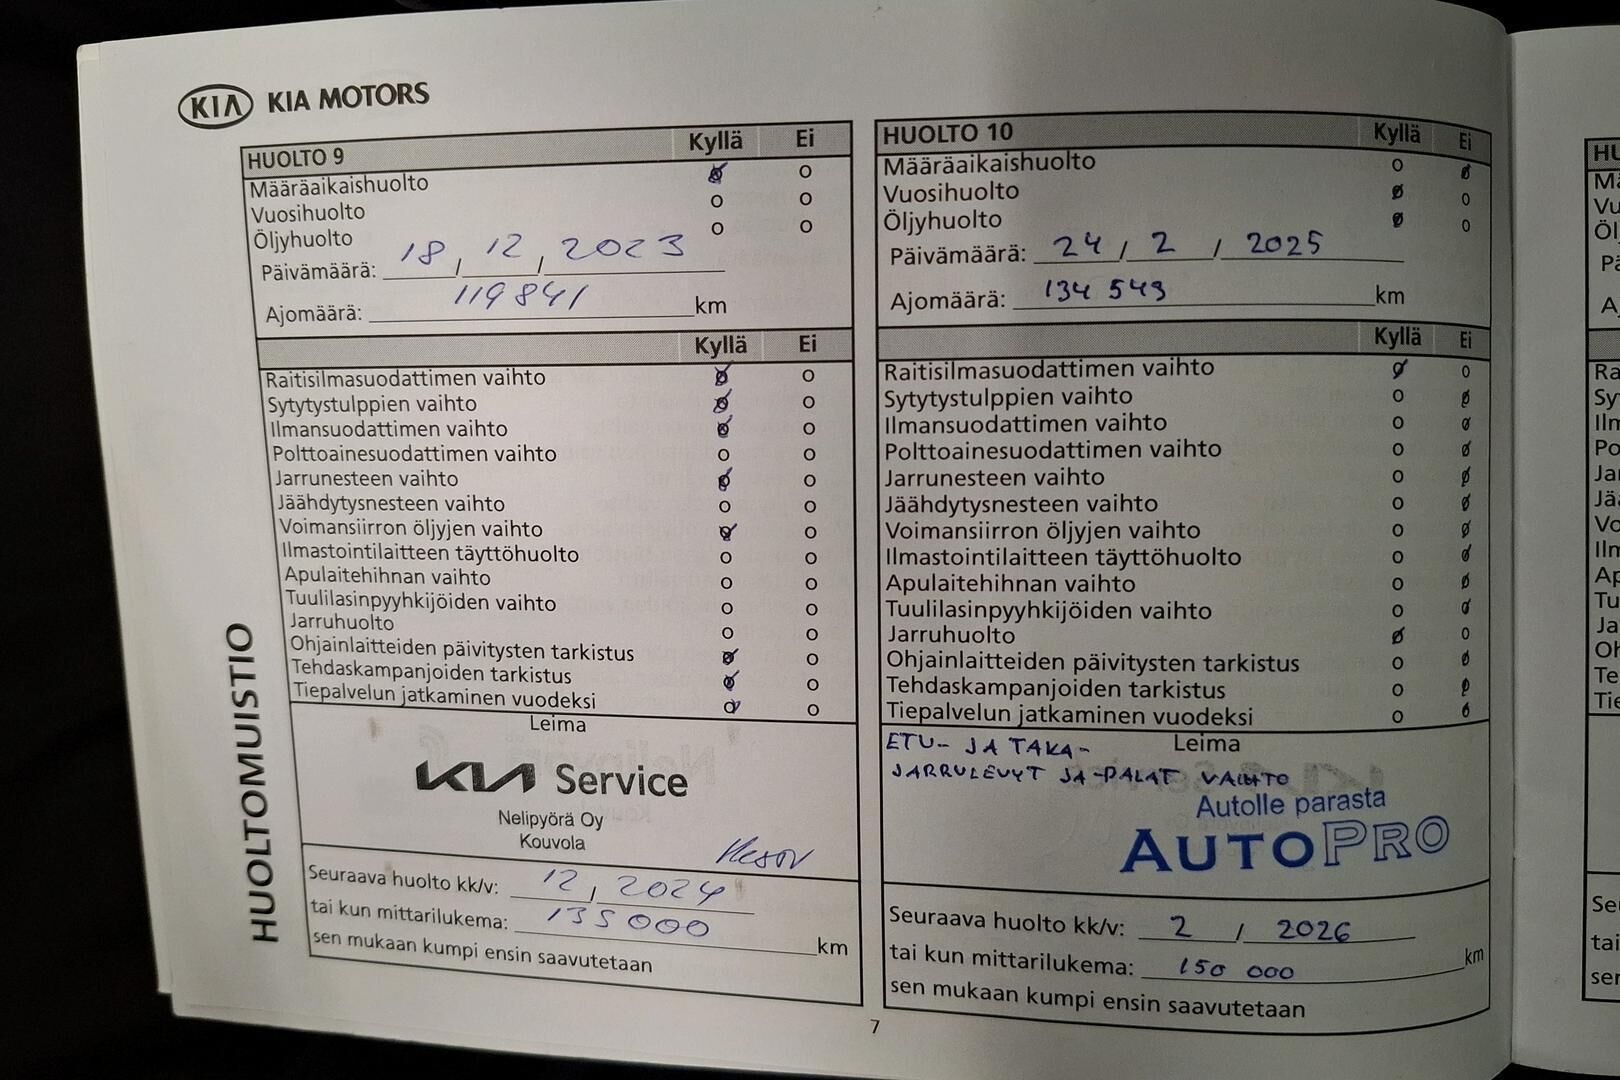 KIA KIA MOTORS
HUOLTOMUISTIO
HUOLTO 9 Kyllä Ei
Määräaikaishuolto
Vuosihuolto
Öljyhuolto
Päivämäärä: 18, 12, 2023
Ajomäärä: 119841 km
Kyllä Ei
Raitisilmasuodattimen vaihto
Sytytystulppien vaihto
Ilmansuodattimen vaihto
Polttoainesuodattimen vaihto
Jarrunesteen vaihto
Jäähdytysnesteen vaihto
Voimansiirron öljyjen vaihto
Ilmastointilaitteen täyttöhuolto
Apulaitehihnan vaihto
Tuulilasinpyyhkijöiden vaihto
Jarruhuolto
Ohjainlaitteiden päivitysten tarkistus
Tehdaskampanjoiden tarkistus
Tiepalvelun jatkaminen vuodeksi
Leima
KIA Service
Nelipyörä Oy
Kouvola
Seuraava huolto kk/v: 12, 2024
tai kun mittarilukema: 135000 km
sen mukaan kumpi ensin saavutetaan
HUOLTO 10 Kyllä Ei
Määräaikaishuolto
Vuosihuolto
Öljyhuolto
Päivämäärä: 24 / 2 / 2025
Ajomäärä: 134 543 km
Kyllä Ei
Raitisilmasuodattimen vaihto
Sytytystulppien vaihto
Ilmansuodattimen vaihto
Polttoainesuodattimen vaihto
Jarrunesteen vaihto
Jäähdytysnesteen vaihto
Voimansiirron öljyjen vaihto
Ilmastointilaitteen täyttöhuolto
Apulaitehihnan vaihto
Tuulilasinpyyhkijöiden vaihto
Jarruhuolto
Ohjainlaitteiden päivitysten tarkistus
Tehdaskampanjoiden tarkistus
Tiepalvelun jatkaminen vuodeksi
ETU- JA TAKA- Leima
JARRULEVYT JA -PALAT VAIHTO
Autolle parasta
AUTOPRO
Seuraava huolto kk/v: 2 / 2026
tai kun mittarilukema: 150 000 km
sen mukaan kumpi ensin saavutetaan
7